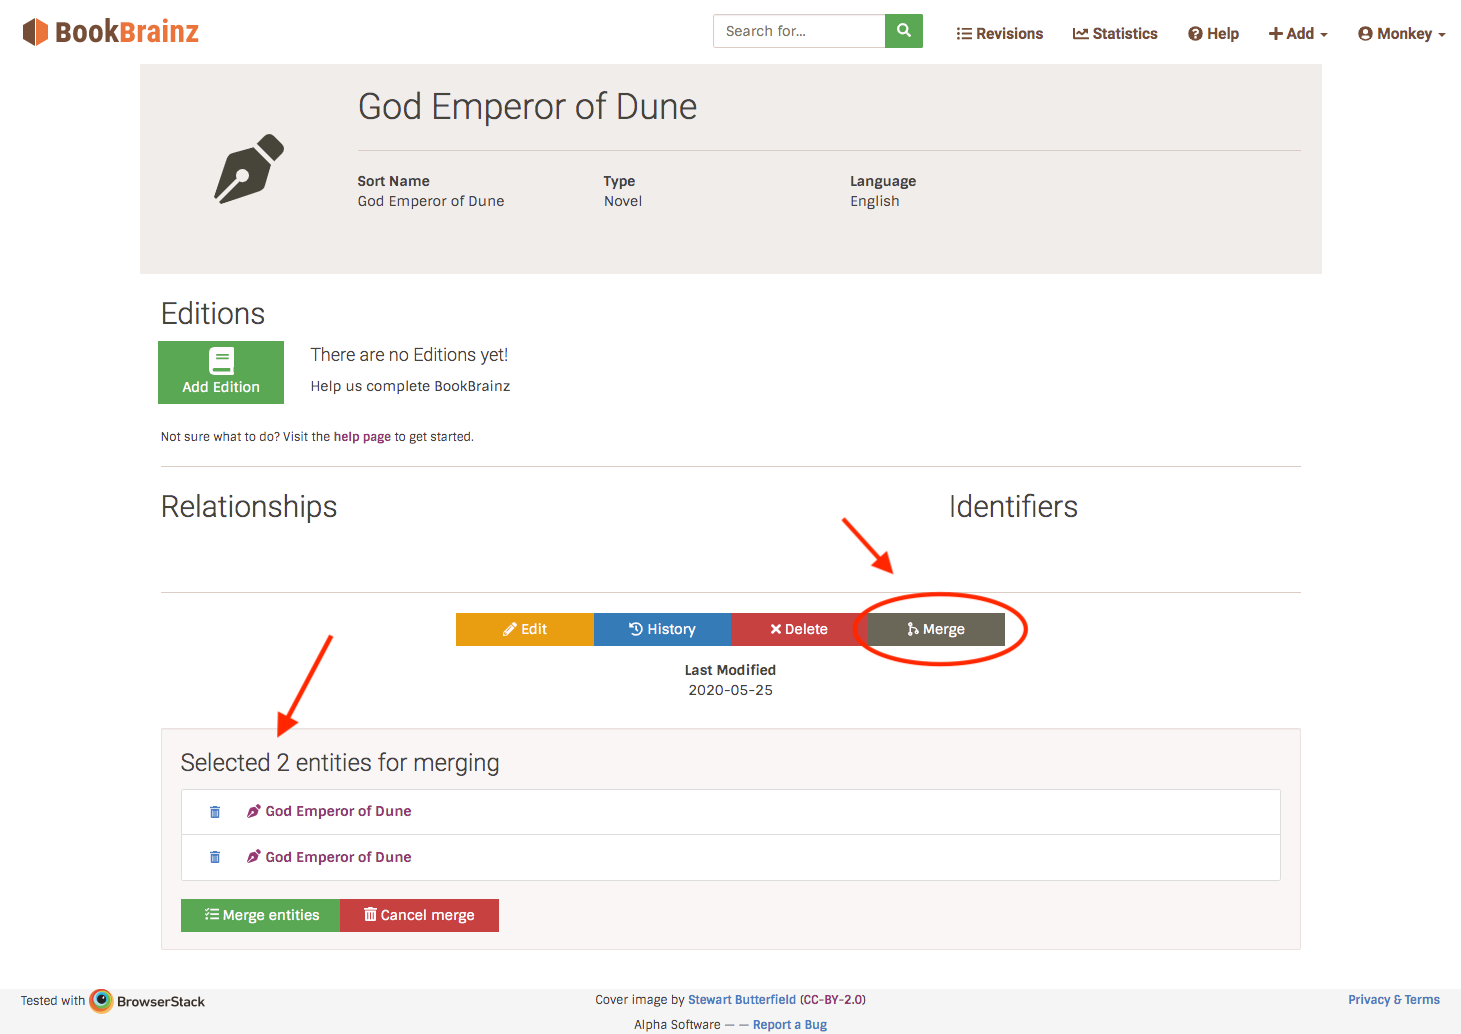 BookBrainz
Search for...
Revisions
Statistics
Help
Add
Monkey
God Emperor of Dune
Sort Name
God Emperor of Dune
Type
Novel
Language
English
Editions
Add Edition
There are no Editions yet!
Help us complete BookBrainz
Not sure what to do? Visit the help page to get started.
Relationships
Identifiers
Edit
History
Delete
Merge
Last Modified
2020-05-25
Selected 2 entities for merging
God Emperor of Dune
God Emperor of Dune
Merge entities
Cancel merge
Tested with BrowserStack
Cover image by Stewart Butterfield (CC-BY-2.0)
Privacy & Terms
Alpha Software — — Report a Bug